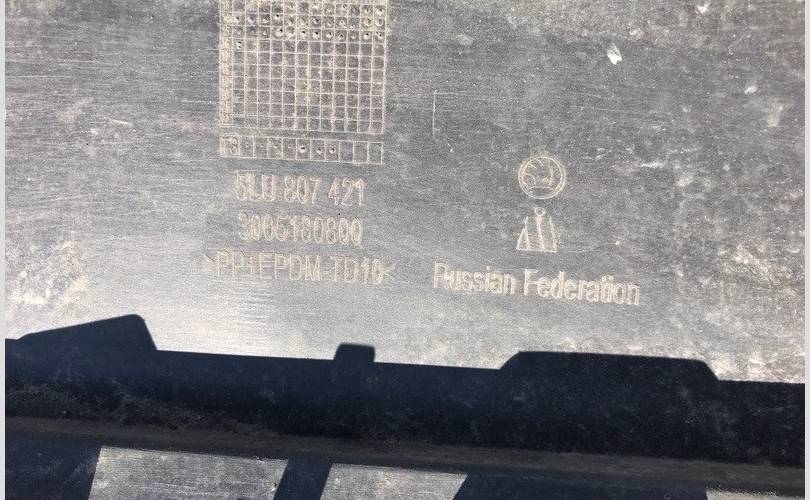 5LU 807 421
3005180800
>PP+EPDM-TD10<
Russian Federation